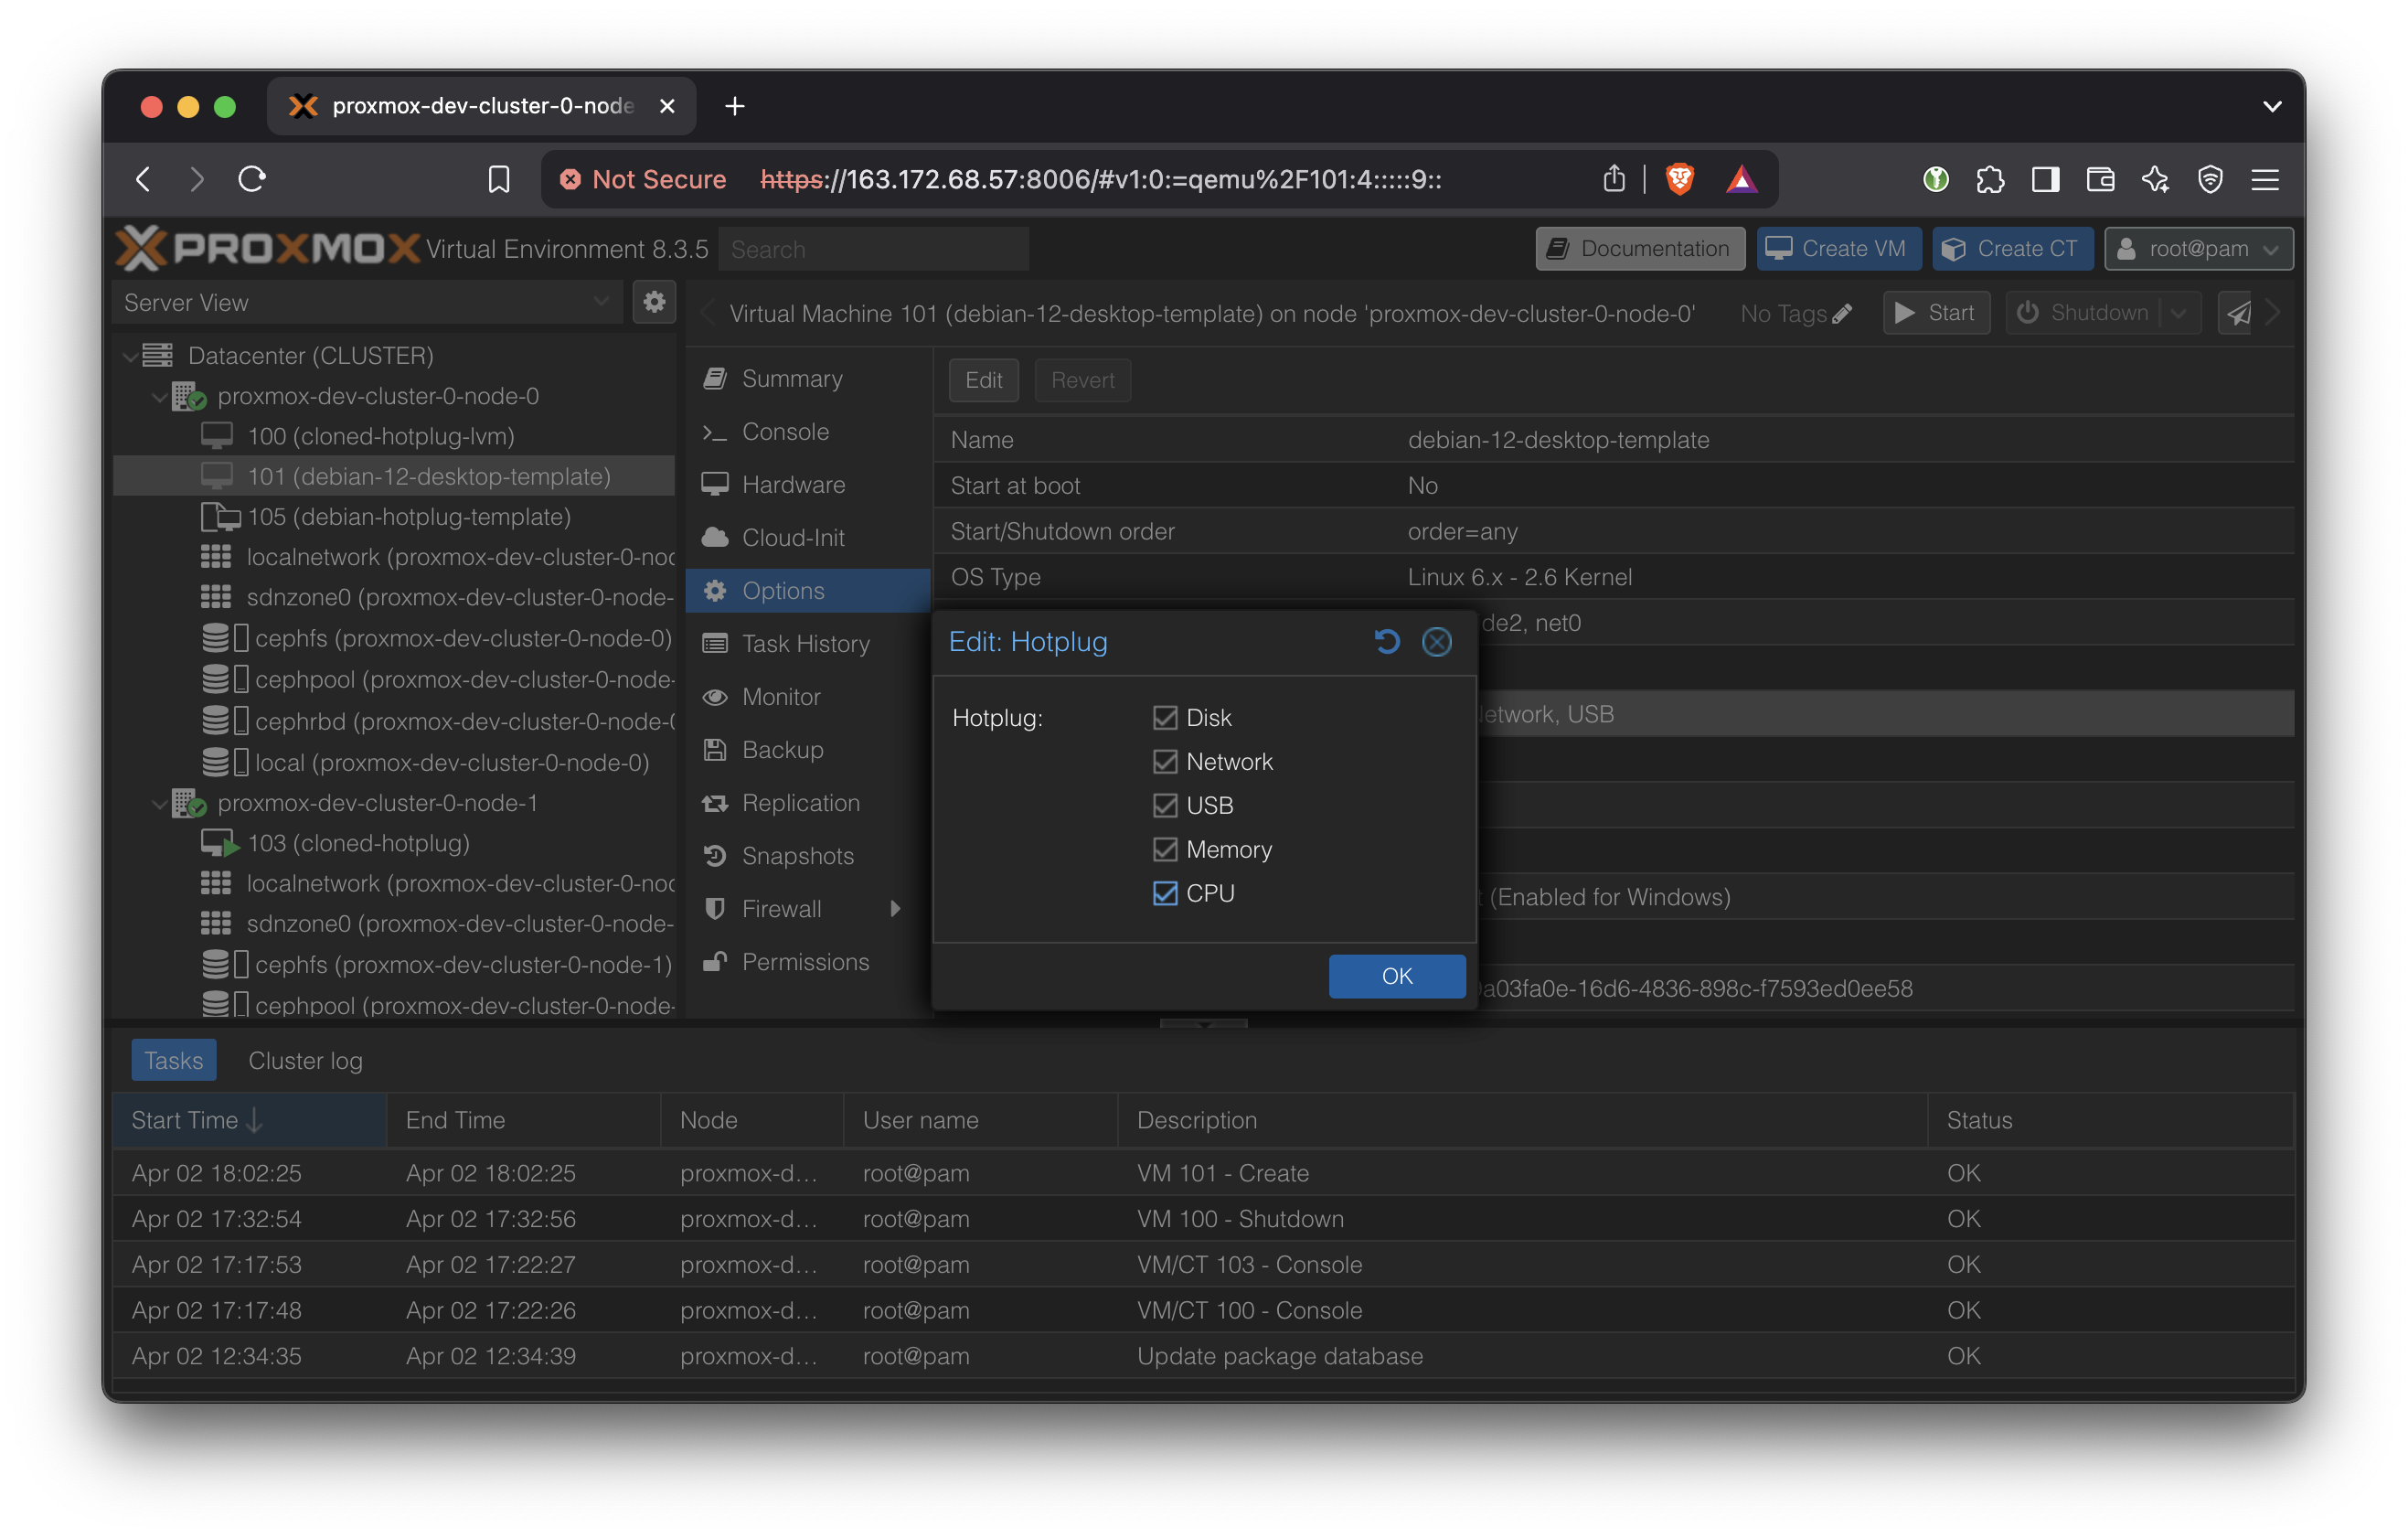 proxmox-dev-cluster-0-node
Not Secure https://163.172.68.57:8006/#v1:0:=qemu%2F101:4:::::9::
PROXMOX Virtual Environment 8.3.5 Search Documentation Create VM Create CT root@pam
Server View
Virtual Machine 101 (debian-12-desktop-template) on node 'proxmox-dev-cluster-0-node-0' No Tags Start Shutdown
Datacenter (CLUSTER)
proxmox-dev-cluster-0-node-0
100 (cloned-hotplug-lvm)
101 (debian-12-desktop-template)
105 (debian-hotplug-template)
localnetwork (proxmox-dev-cluster-0-noc
sdnzone0 (proxmox-dev-cluster-0-node-
cephfs (proxmox-dev-cluster-0-node-0)
cephpool (proxmox-dev-cluster-0-node-
cephrbd (proxmox-dev-cluster-0-node-(
local (proxmox-dev-cluster-0-node-0)
proxmox-dev-cluster-0-node-1
103 (cloned-hotplug)
localnetwork (proxmox-dev-cluster-0-noc
sdnzone0 (proxmox-dev-cluster-0-node-
cephfs (proxmox-dev-cluster-0-node-1)
cephpool (proxmox-dev-cluster-0-node-
Summary
Console
Hardware
Cloud-Init
Options
Task History
Monitor
Backup
Replication
Snapshots
Firewall
Permissions
Edit Revert
Name debian-12-desktop-template
Start at boot No
Start/Shutdown order order=any
OS Type Linux 6.x - 2.6 Kernel
de2, net0
etwork, USB
t (Enabled for Windows)
9a03fa0e-16d6-4836-898c-f7593ed0ee58
Edit: Hotplug
Hotplug: Disk
Network
USB
Memory
CPU
OK
Tasks Cluster log
Start Time End Time Node User name Description Status
Apr 02 18:02:25 Apr 02 18:02:25 proxmox-d... root@pam VM 101 - Create OK
Apr 02 17:32:54 Apr 02 17:32:56 proxmox-d... root@pam VM 100 - Shutdown OK
Apr 02 17:17:53 Apr 02 17:22:27 proxmox-d... root@pam VM/CT 103 - Console OK
Apr 02 17:17:48 Apr 02 17:22:26 proxmox-d... root@pam VM/CT 100 - Console OK
Apr 02 12:34:35 Apr 02 12:34:39 proxmox-d... root@pam Update package database OK